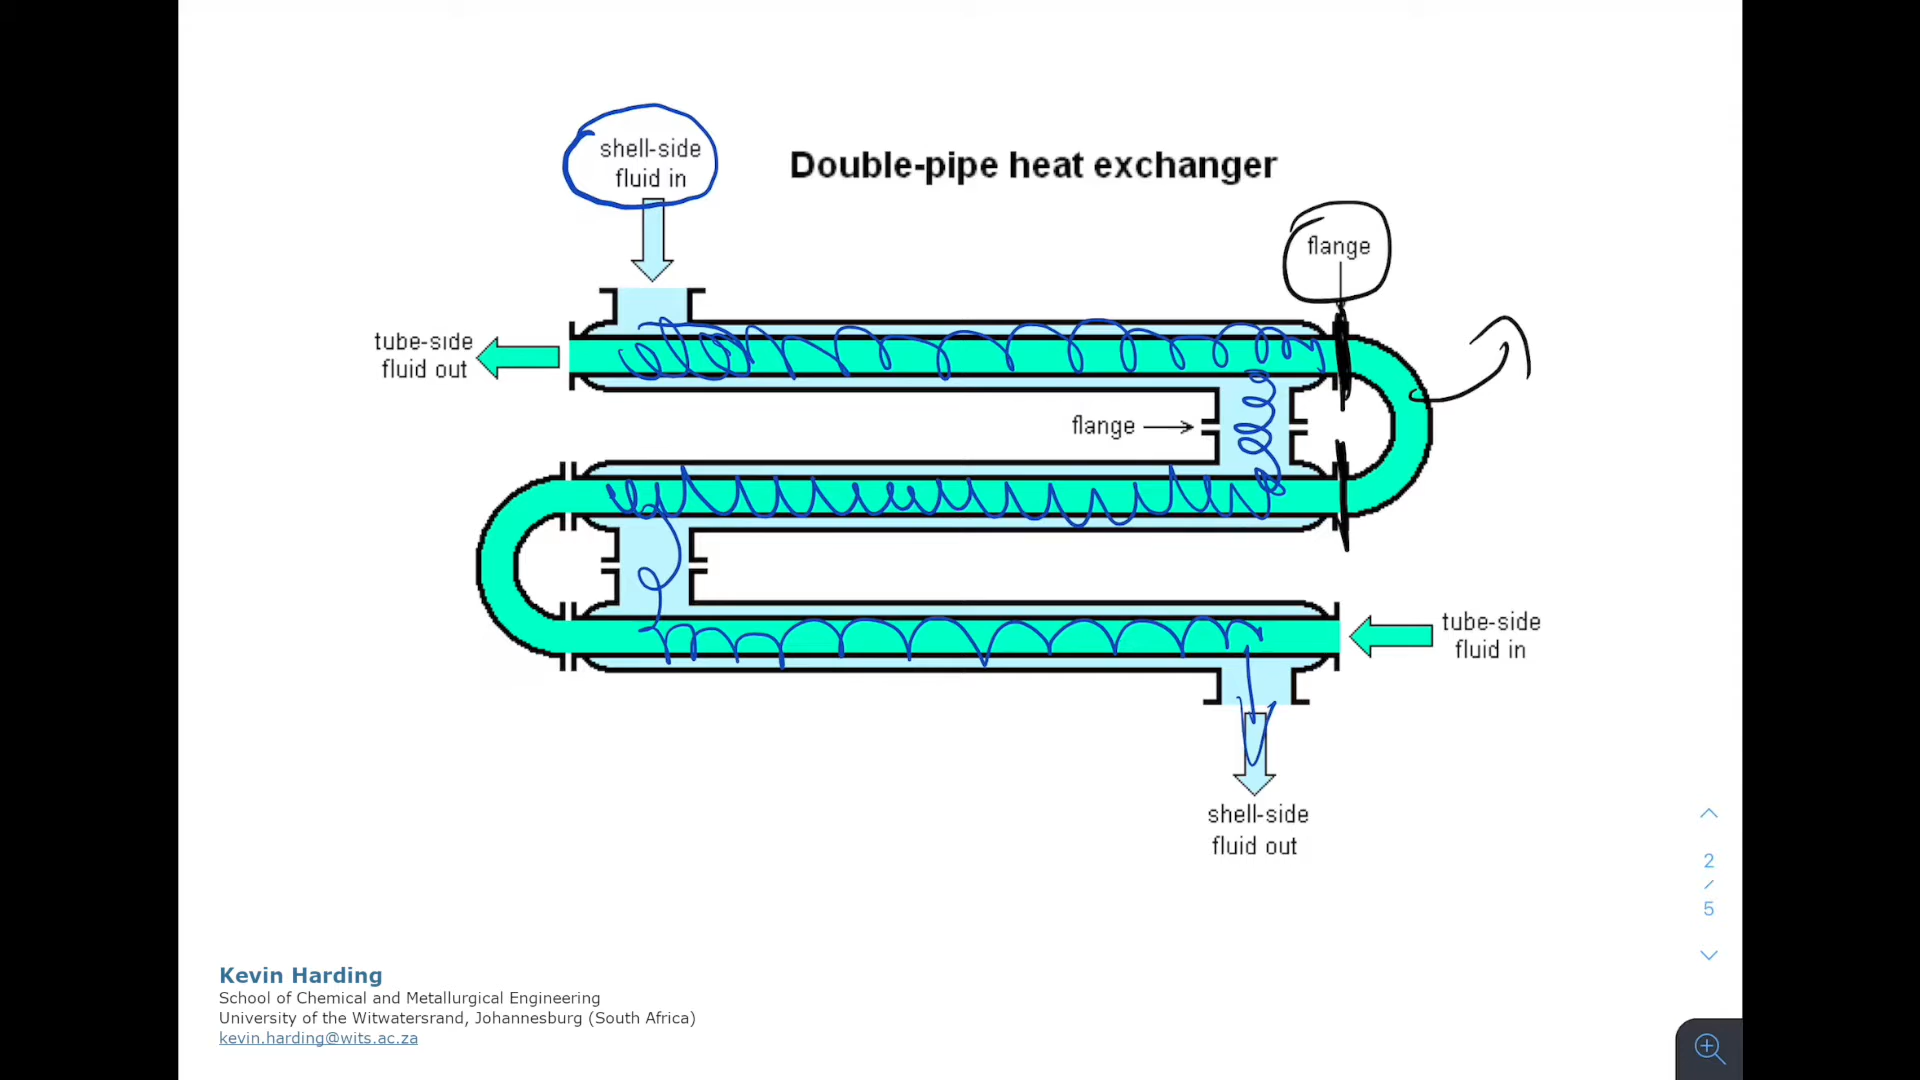 shell-side
fluid in
Double-pipe heat exchanger
flange
tube-side
fluid out
flange
tube-side
fluid in
shell-side
fluid out
2
/
5
Kevin Harding
School of Chemical and Metallurgical Engineering
University of the Witwatersrand, Johannesburg (South Africa)
kevin.harding@wits.ac.za